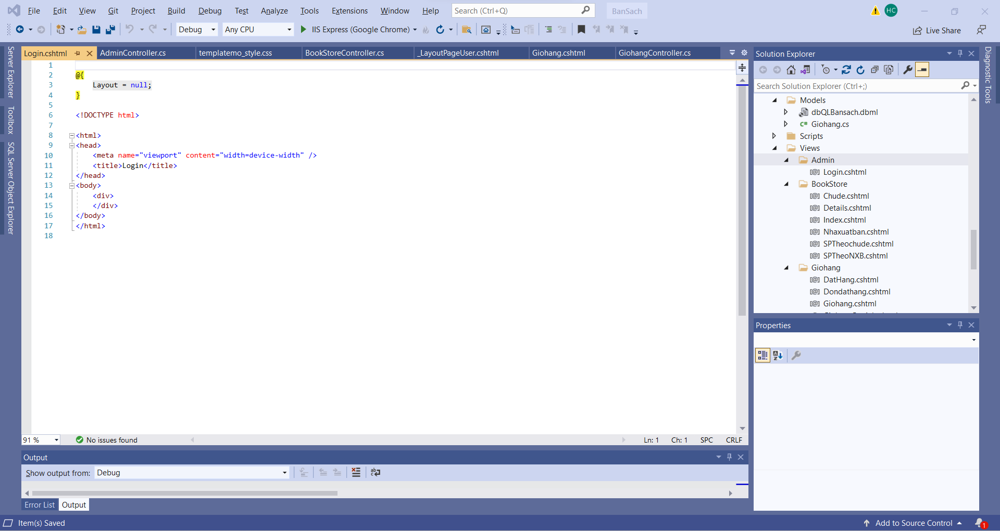 File Edit View Git Project Build Debug Test Analyze Tools Extensions Window Help Search (Ctrl+Q) BanSach HC
Debug Any CPU IIS Express (Google Chrome) Live Share
Server Explorer
Toolbox
SQL Server Object Explorer
Login.cshtml AdminController.cs templatemo_style.css BookStoreController.cs _LayoutPageUser.cshtml Giohang.cshtml GiohangController.cs
1
2 @{
3 Layout = null;
4 }
5
6 <!DOCTYPE html>
7
8 <html>
9 <head>
10 <meta name="viewport" content="width=device-width" />
11 <title>Login</title>
12 </head>
13 <body>
14 <div>
15 </div>
16 </body>
17 </html>
18
91 % No issues found Ln: 1 Ch: 1 SPC CRLF
Output
Show output from: Debug
Error List Output
Solution Explorer
Search Solution Explorer (Ctrl+;)
Models
dbQLBansach.dbml
C# Giohang.cs
Scripts
Views
Admin
[@] Login.cshtml
BookStore
[@] Chude.cshtml
[@] Details.cshtml
[@] Index.cshtml
[@] Nhaxuatban.cshtml
[@] SPTheochude.cshtml
[@] SPTheoNXB.cshtml
Giohang
[@] DatHang.cshtml
[@] Dondathang.cshtml
[@] Giohang.cshtml
Properties
Diagnostic Tools
Item(s) Saved Add to Source Control 1